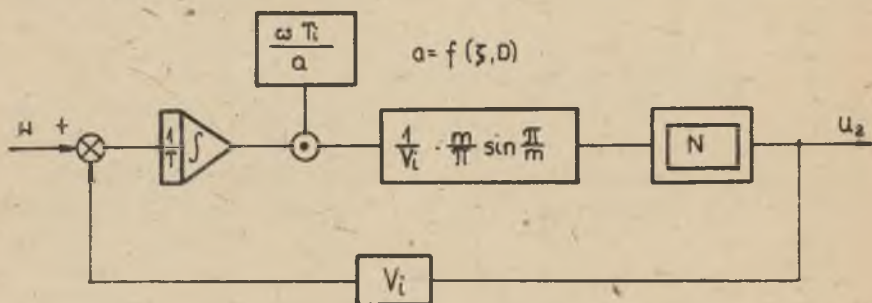 ω Ti / a
a = f (ξ, D)
w +
1/T ∫
1/Vi · m/π sin π/m
N
u₂
Vi